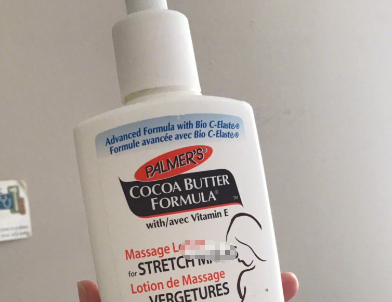 Advanced Formula with Bio C-Elaste®
Formule avancée avec Bio C-Elaste®
PALMER'S®
COCOA BUTTER
FORMULA®
with/avec Vitamin E
Massage
for STRETCH
Lotion de Massage
VERGETURES